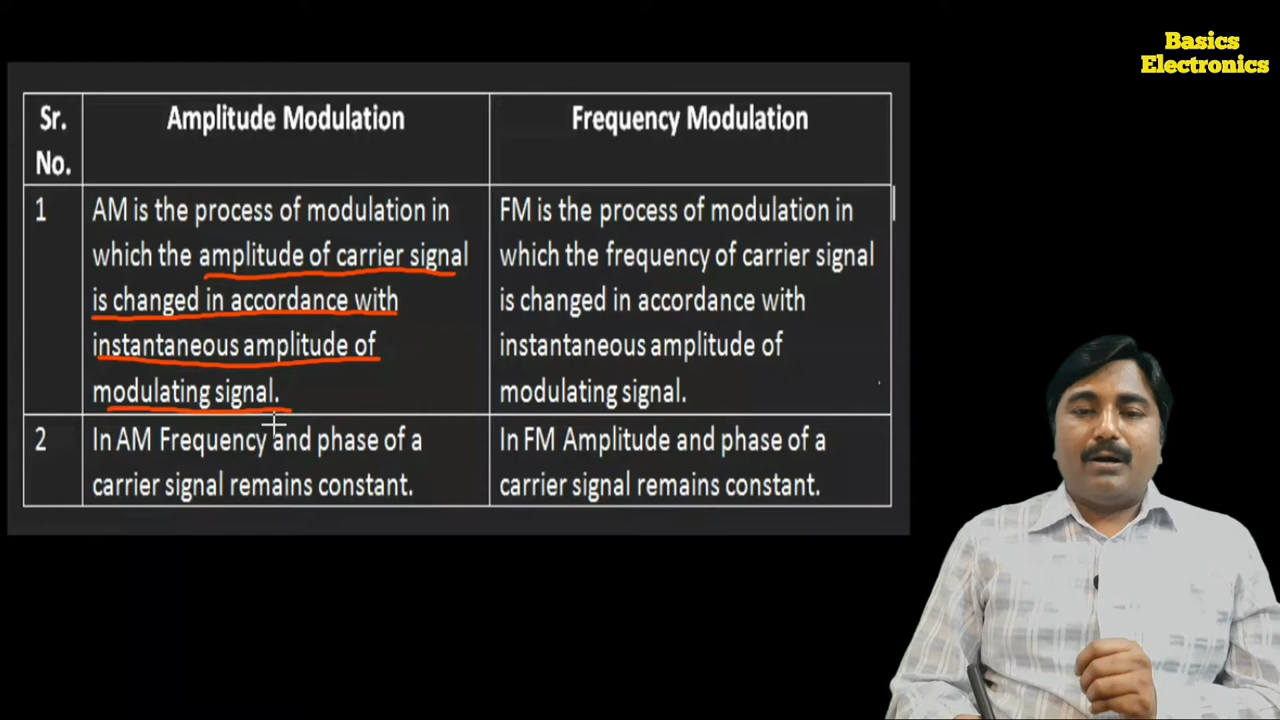 Basics
Electronics
Sr.
No.
Amplitude Modulation
Frequency Modulation
1
AM is the process of modulation in
which the amplitude of carrier signal
is changed in accordance with
instantaneous amplitude of
modulating signal.
FM is the process of modulation in
which the frequency of carrier signal
is changed in accordance with
instantaneous amplitude of
modulating signal.
2
In AM Frequency and phase of a
carrier signal remains constant.
In FM Amplitude and phase of a
carrier signal remains constant.